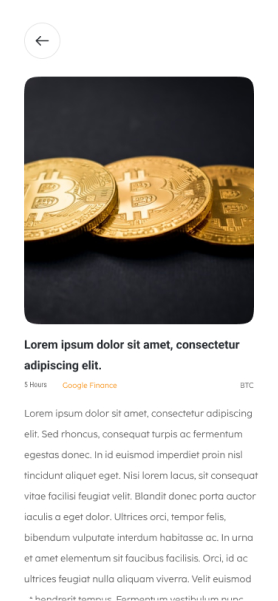 Lorem ipsum dolor sit amet, consectetur
adipiscing elit.
5 Hours Google Finance BTC
Lorem ipsum dolor sit amet, consectetur adipiscing
elit. Sed rhoncus, consequat turpis ac fermentum
egestas donec. In id euismod imperdiet proin nisl
tincidunt aliquet eget. Nisi lorem lacus, sit consequat
vitae facilisi feugiat velit. Blandit donec porta auctor
iaculis a eget dolor. Ultrices orci, tempor felis,
bibendum vulputate interdum habitasse ac. In urna
et amet elementum sit faucibus facilisis. Orci, id ac
ultrices feugiat nulla aliquam viverra. Velit euismod
hendrerit tempus. Fermentum vestibulum nunc